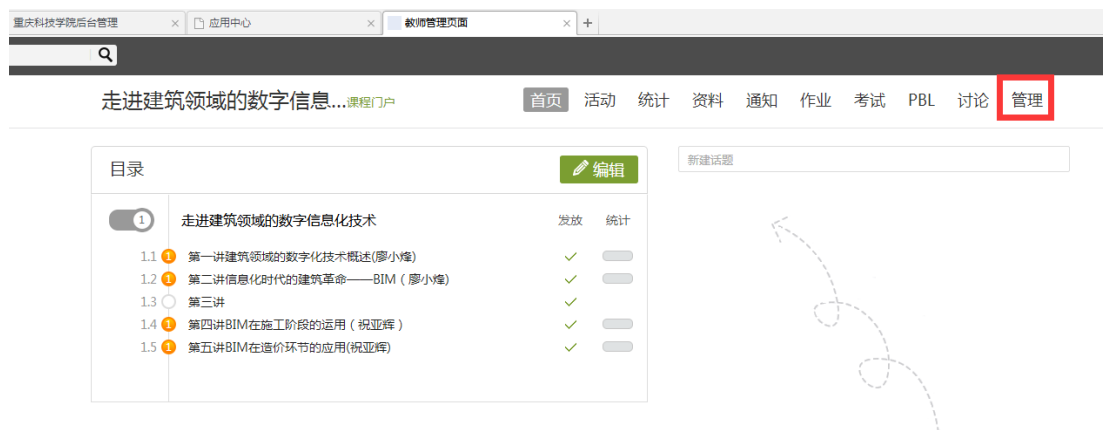 重庆科技学院后台管理 应用中心 教师管理页面
走进建筑领域的数字信息...课程门户 首页 活动 统计 资料 通知 作业 考试 PBL 讨论 管理
目录 编辑 新建话题
1 走进建筑领域的数字信息化技术 发放 统计
1.1 1 第一讲建筑领域的数字化技术概述(廖小烽)
1.2 1 第二讲信息化时代的建筑革命——BIM（廖小烽)
1.3 第三讲
1.4 1 第四讲BIM在施工阶段的运用（祝亚辉）
1.5 1 第五讲BIM在造价环节的应用(祝亚辉)